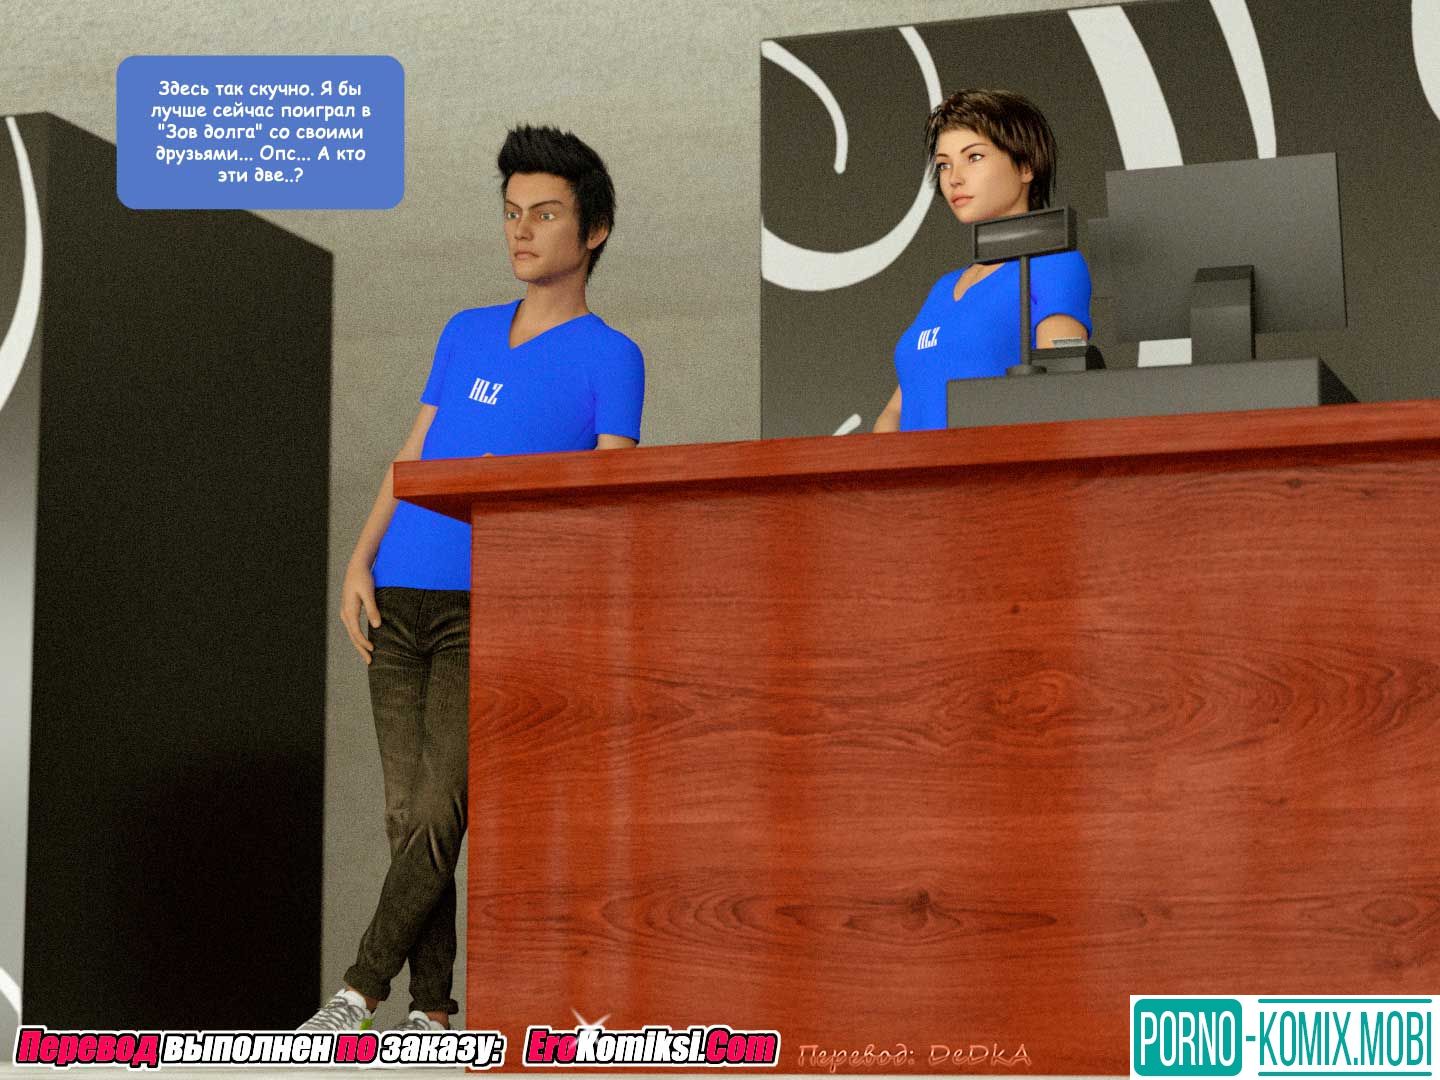 Здесь так скучно. Я бы
лучше сейчас поиграл в
"Зов долга" со своими
друзьями... Опс... А кто
эти две..?
HLZ
HLZ
Перевод выполнен по заказу: EroKomiksI.Com
Перевод: DeDkA
PORNO-KOMIX.MOBI